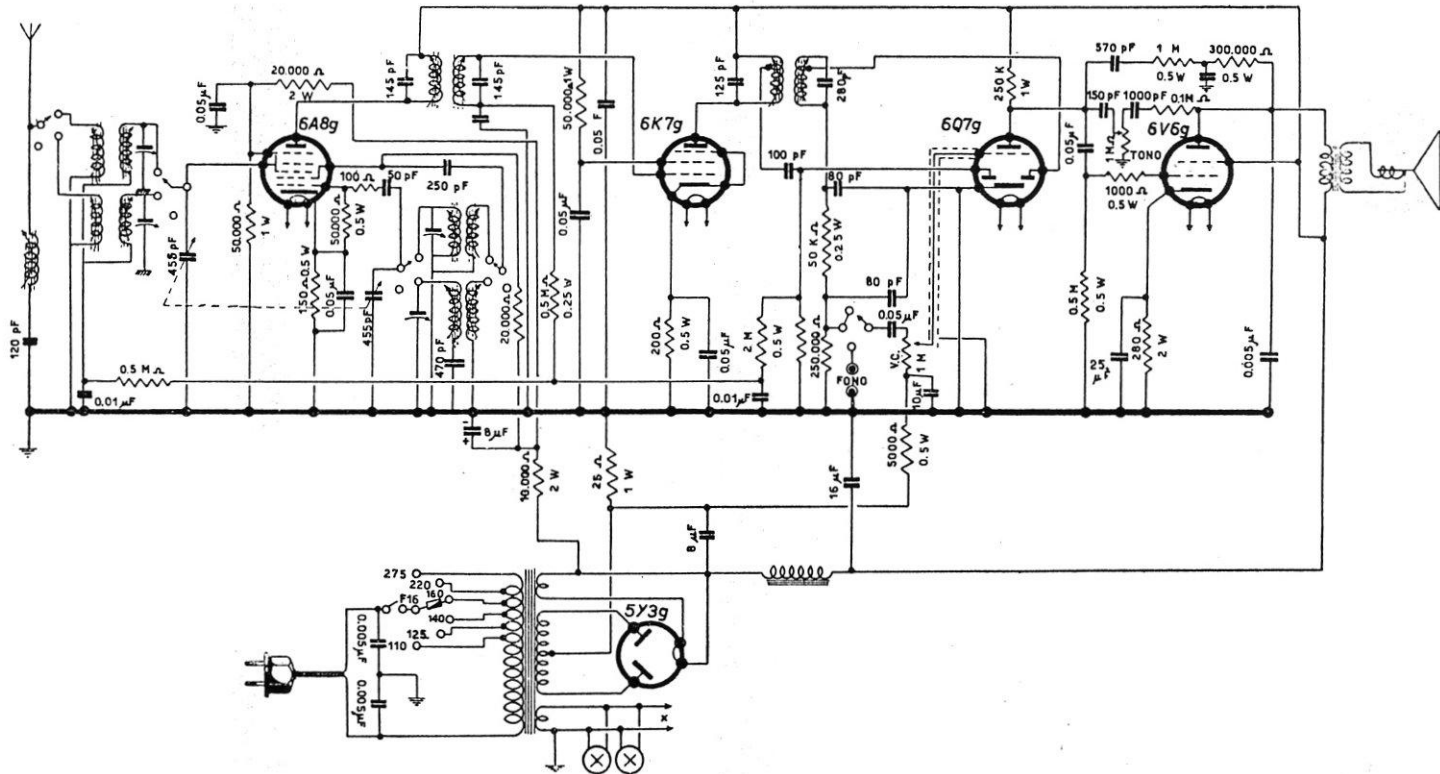 20.000 Ω
2 W
0.05 µF
6A8g
145 pF
145 pF
50.000 Ω 1W
0.05 F
6K7g
125 pF
280 pF
6Q7g
250 K
1W
570 pF
1 M
0.5 W
300.000 Ω
0.5 W
150 pF
1000 pF
0.1 MΩ
1 MΩ
TONO
6V6g
0.05 µF
1000 Ω
0.5 W
100 Ω
50 pF
250 pF
100 pF
80 pF
50.000 Ω
1 W
50.000
0.5 W
0.05 µF
50 KΩ
0.25 W
150 Ω 0.5 W
0.05 µF
455 pF
455 pF
20.000 Ω
0.5 M Ω
0.25 W
470 pF
200 Ω
0.5 W
0.05 µF
2 M
0.5 W
250.000 Ω
80 pF
0.05 µF
V.C.
1 M
FONO
10 µF
0.5 M Ω
0.5 W
25 µF
280 Ω
2 W
0.005 µF
120 pF
0.5 M Ω
0.01 µF
0.01 µF
- + 8 µF
10.000 Ω
2 W
25 Ω
1 W
16 µF
5000 Ω
0.5 W
8 µF
275
220
F16
160
140
125
110
5Y3g
0.005 µF
0.005 µF
x